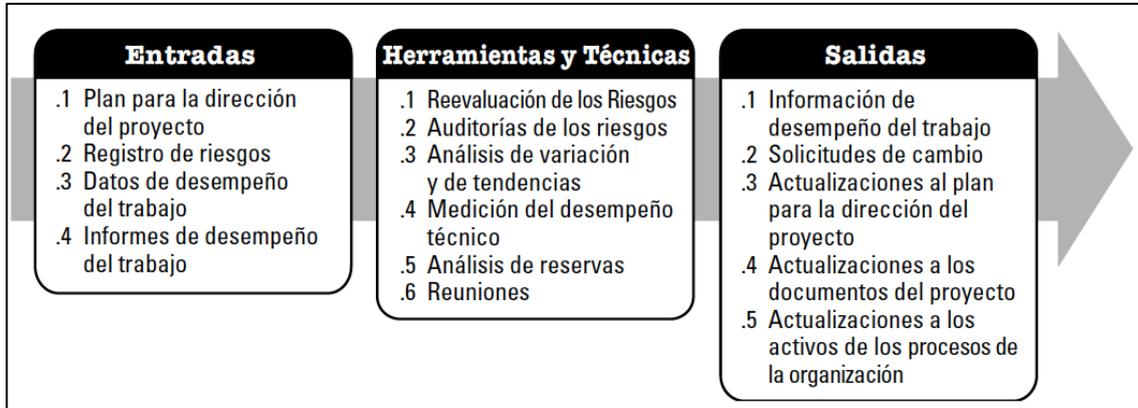 Entradas
.1 Plan para la dirección
del proyecto
.2 Registro de riesgos
.3 Datos de desempeño
del trabajo
.4 Informes de desempeño
del trabajo
Herramientas y Técnicas
.1 Reevaluación de los Riesgos
.2 Auditorías de los riesgos
.3 Análisis de variación
y de tendencias
.4 Medición del desempeño
técnico
.5 Análisis de reservas
.6 Reuniones
Salidas
.1 Información de
desempeño del trabajo
.2 Solicitudes de cambio
.3 Actualizaciones al plan
para la dirección del
proyecto
.4 Actualizaciones a los
documentos del proyecto
.5 Actualizaciones a los
activos de los procesos de
la organización